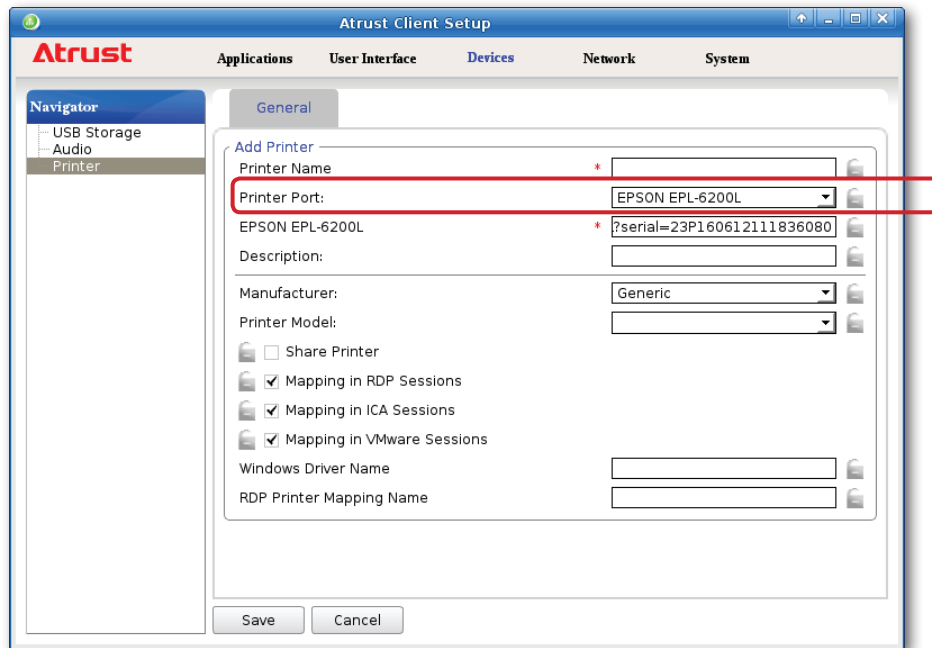 Atrust Client Setup
Atrust
Applications User Interface Devices Network System
Navigator
USB Storage
Audio
Printer
General
Add Printer
Printer Name *
Printer Port: EPSON EPL-6200L
EPSON EPL-6200L * ?serial=23P160612111836080
Description:
Manufacturer: Generic
Printer Model:
Share Printer
Mapping in RDP Sessions
Mapping in ICA Sessions
Mapping in VMware Sessions
Windows Driver Name
RDP Printer Mapping Name
Save Cancel